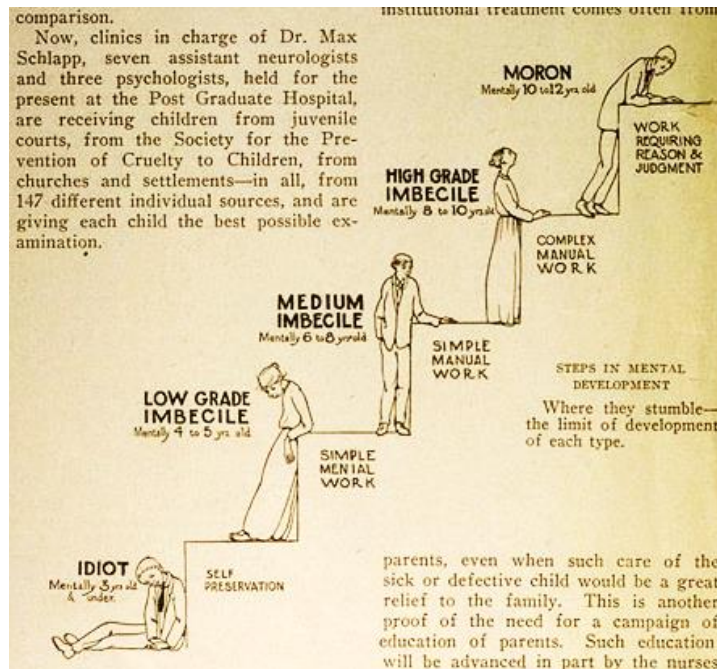 comparison.
Now, clinics in charge of Dr. Max
Schlapp, seven assistant neurologists
and three psychologists, held for the
present at the Post Graduate Hospital,
are receiving children from juvenile
courts, from the Society for the Pre-
vention of Cruelty to Children, from
churches and settlements—in all, from
147 different individual sources, and are
giving each child the best possible ex-
amination.
institutional treatment comes often from
MORON
Mentally 10 to 12 yrs old
WORK
REQUIRING
REASON &
JUDGMENT
HIGH GRADE
IMBECILE
Mentally 8 to 10 yrs old
COMPLEX
MANUAL
WORK
MEDIUM
IMBECILE
Mentally 6 to 8 yrs old
SIMPLE
MANUAL
WORK
STEPS IN MENTAL
DEVELOPMENT
Where they stumble—
the limit of development
of each type.
LOW GRADE
IMBECILE
Mentally 4 to 5 yrs old
SIMPLE
MENIAL
WORK
IDIOT
Mentally 3 yrs old
& under
SELF
PRESERVATION
parents, even when such care of the
sick or defective child would be a great
relief to the family. This is another
proof of the need for a campaign of
education of parents. Such education
will be advanced in part by the nurses